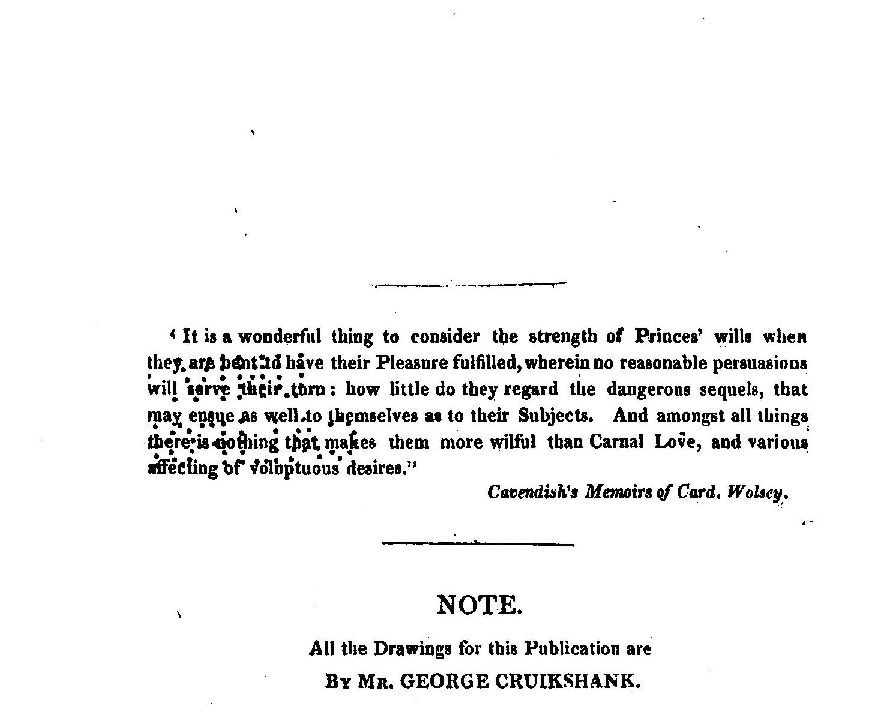 ‘ It is a wonderful thing to consider the strength of Princes’ wills when
they are bent to have their Pleasure fulfilled, wherein no reasonable persuasions
will serve their turn : how little do they regard the dangerous sequels, that
may ensue as well to themselves as to their Subjects. And amongst all things
there is nothing that makes them more wilful than Carnal Love, and various
affecting of voluptuous desires.”
Cavendish’s Memoirs of Card. Wolsey.
NOTE.
All the Drawings for this Publication are
BY MR. GEORGE CRUIKSHANK.